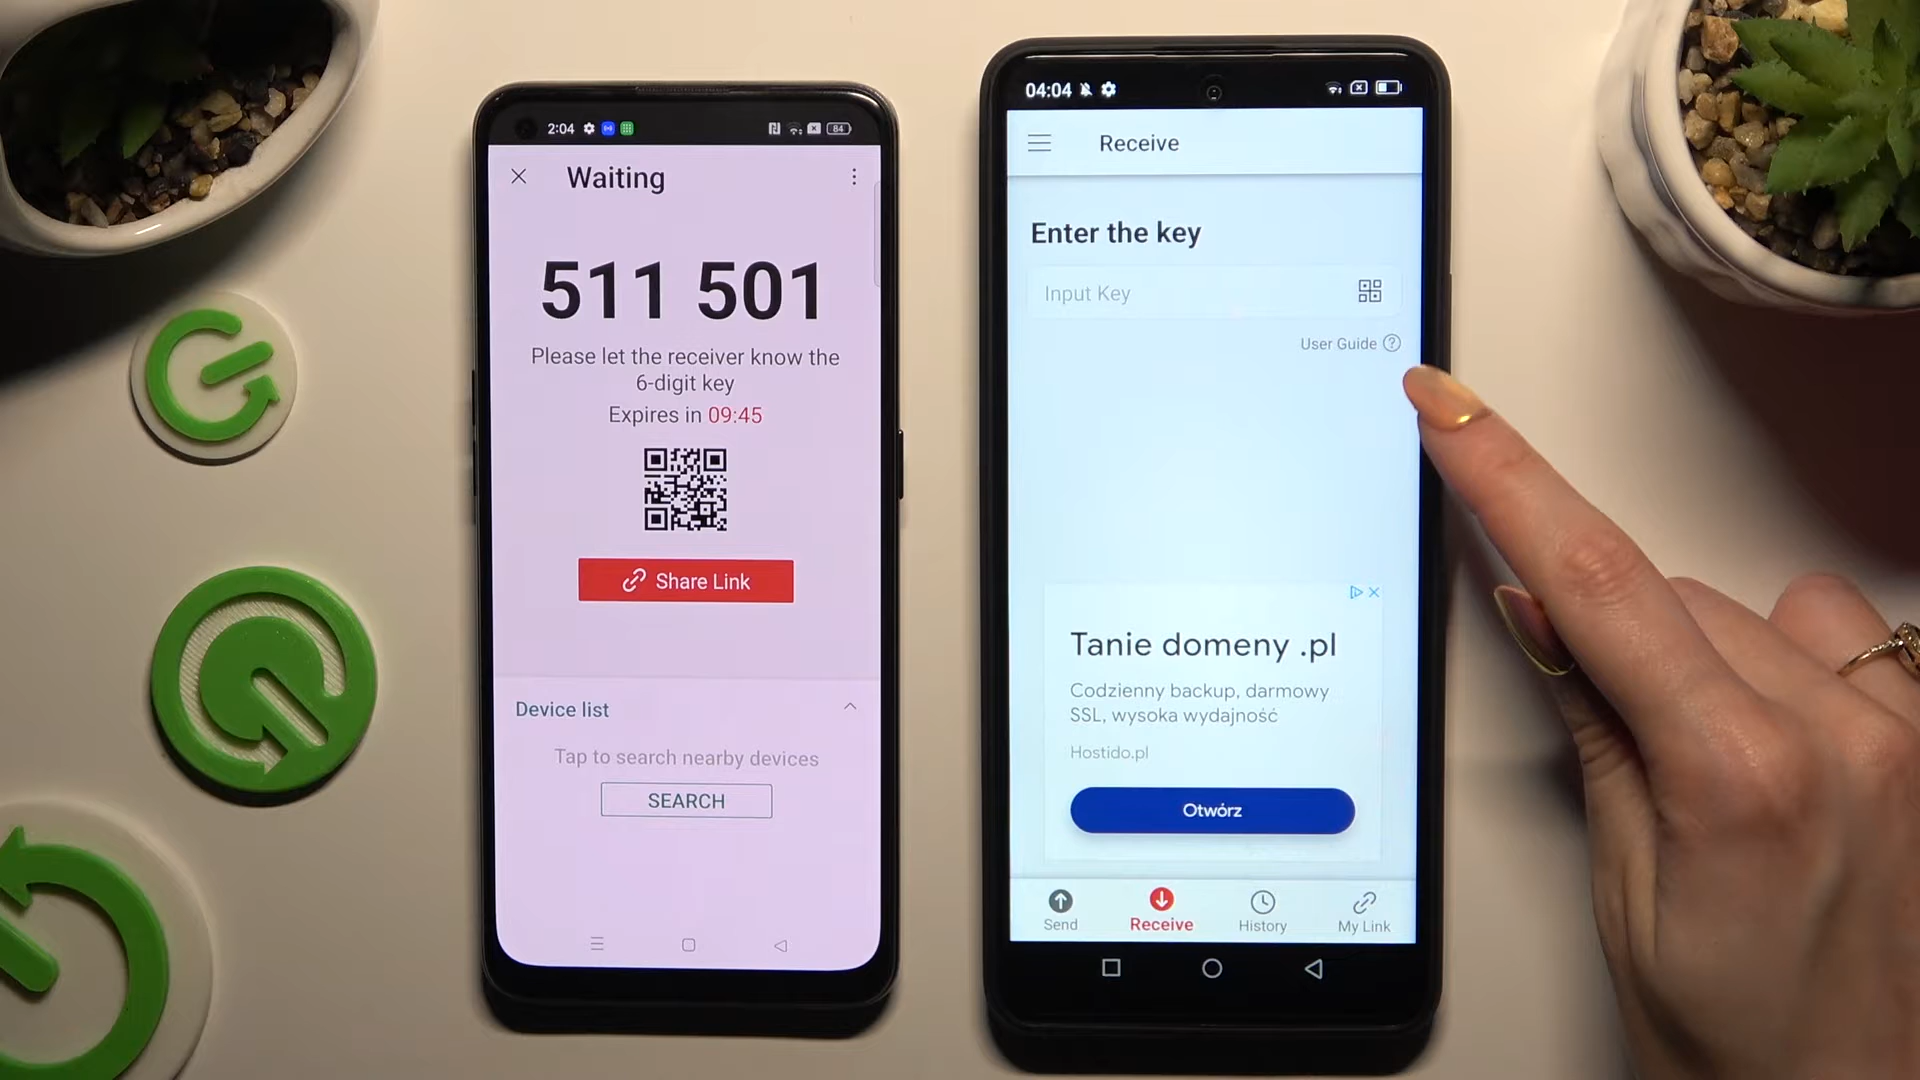 2:04
84
Waiting
511 501
Please let the receiver know the
6-digit key
Expires in 09:45
Share Link
Device list
Tap to search nearby devices
SEARCH
04:04
Receive
Enter the key
Input Key
User Guide ?
Tanie domeny .pl
Codzienny backup, darmowy
SSL, wysoka wydajność
Hostido.pl
Otwórz
Send
Receive
History
My Link